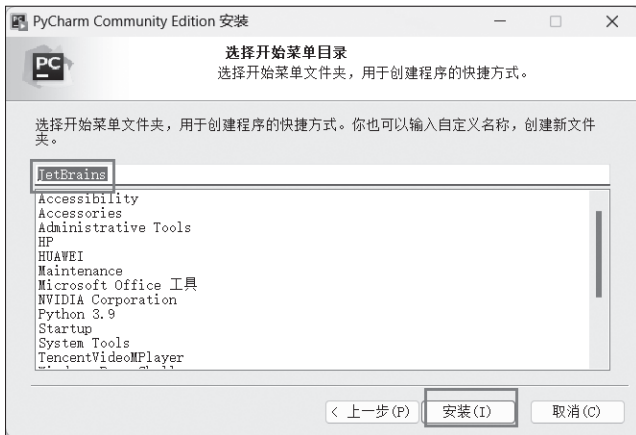 PyCharm Community Edition 安装
PC
选择开始菜单目录
选择开始菜单文件夹，用于创建程序的快捷方式。
选择开始菜单文件夹，用于创建程序的快捷方式。你也可以输入自定义名称，创建新文件
夹。
JetBrains
Accessibility
Accessories
Administrative Tools
HP
HUAWEI
Maintenance
Microsoft Office 工具
NVIDIA Corporation
Python 3.9
Startup
System Tools
TencentVideoMPlayer
< 上一步(P) 安装(I) 取消(C)